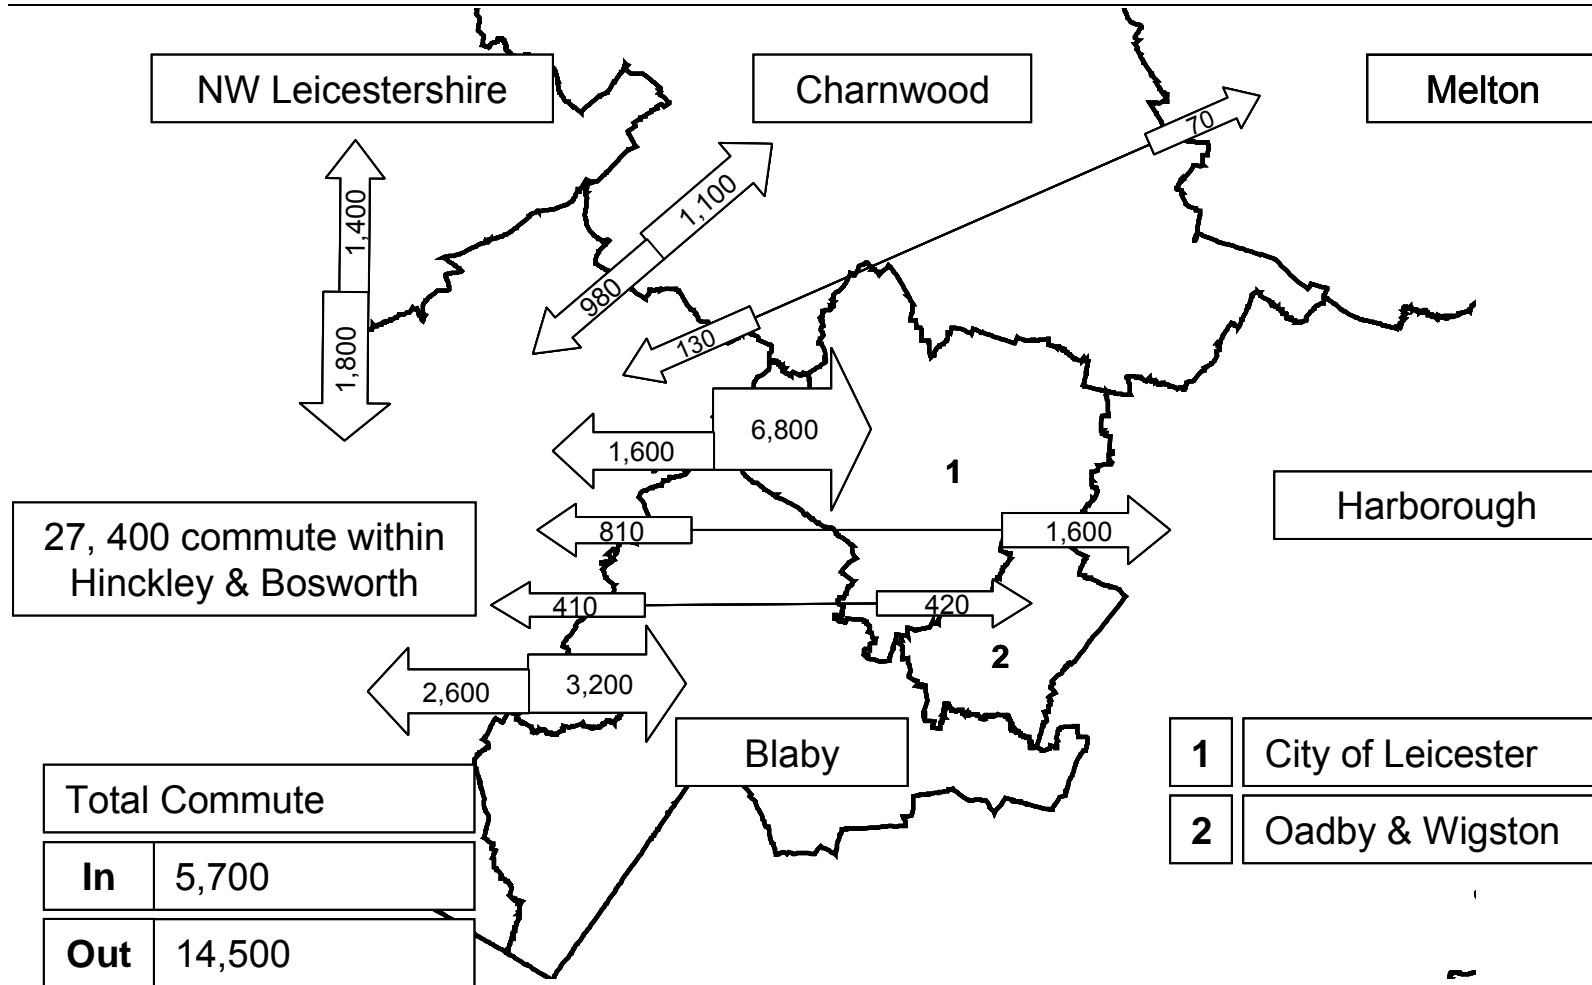 NW Leicestershire
Charnwood
Melton
70
1,400
1,100
980
1,800
130
6,800
1,600
1
Harborough
27, 400 commute within
Hinckley & Bosworth
810
1,600
410
420
2
2,600
3,200
Blaby
1 City of Leicester
2 Oadby & Wigston
Total Commute
In 5,700
Out 14,500